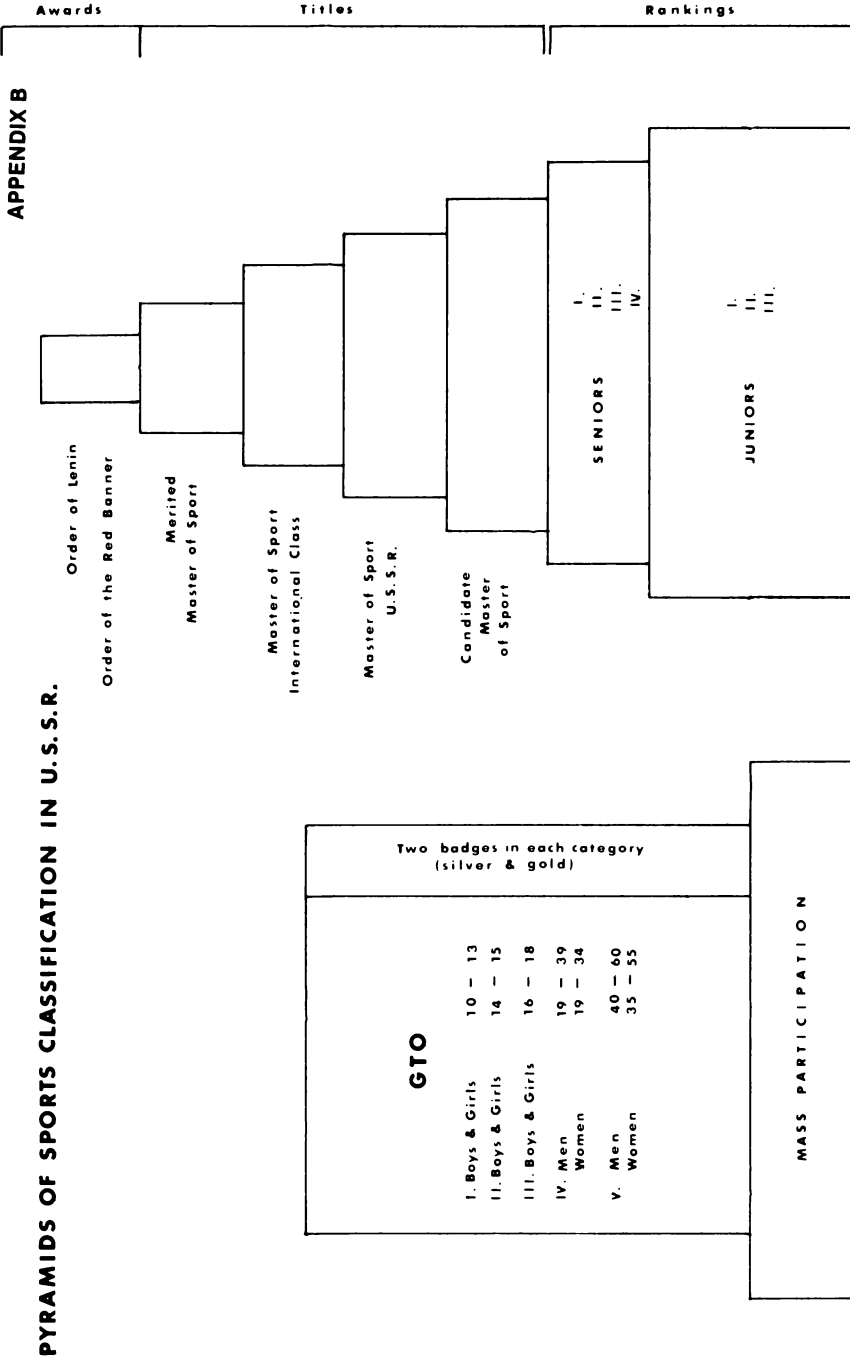 APPENDIX B
PYRAMIDS OF SPORTS CLASSIFICATION IN U.S.S.R.
GTO
I. Boys & Girls 10 – 13
II. Boys & Girls 14 – 15
III. Boys & Girls 16 – 18
IV. Men 19 – 39
Women 19 – 34
V. Men 40 – 60
Women 35 – 55
Two badges in each category
(silver & gold)
MASS PARTICIPATION
Order of Lenin
Order of the Red Banner
Merited
Master of Sport
Master of Sport
International Class
Master of Sport
U.S.S.R.
Candidate
Master
of Sport
SENIORS
I.
II.
III.
IV.
JUNIORS
I.
II.
III.
Awards
Titles
Rankings